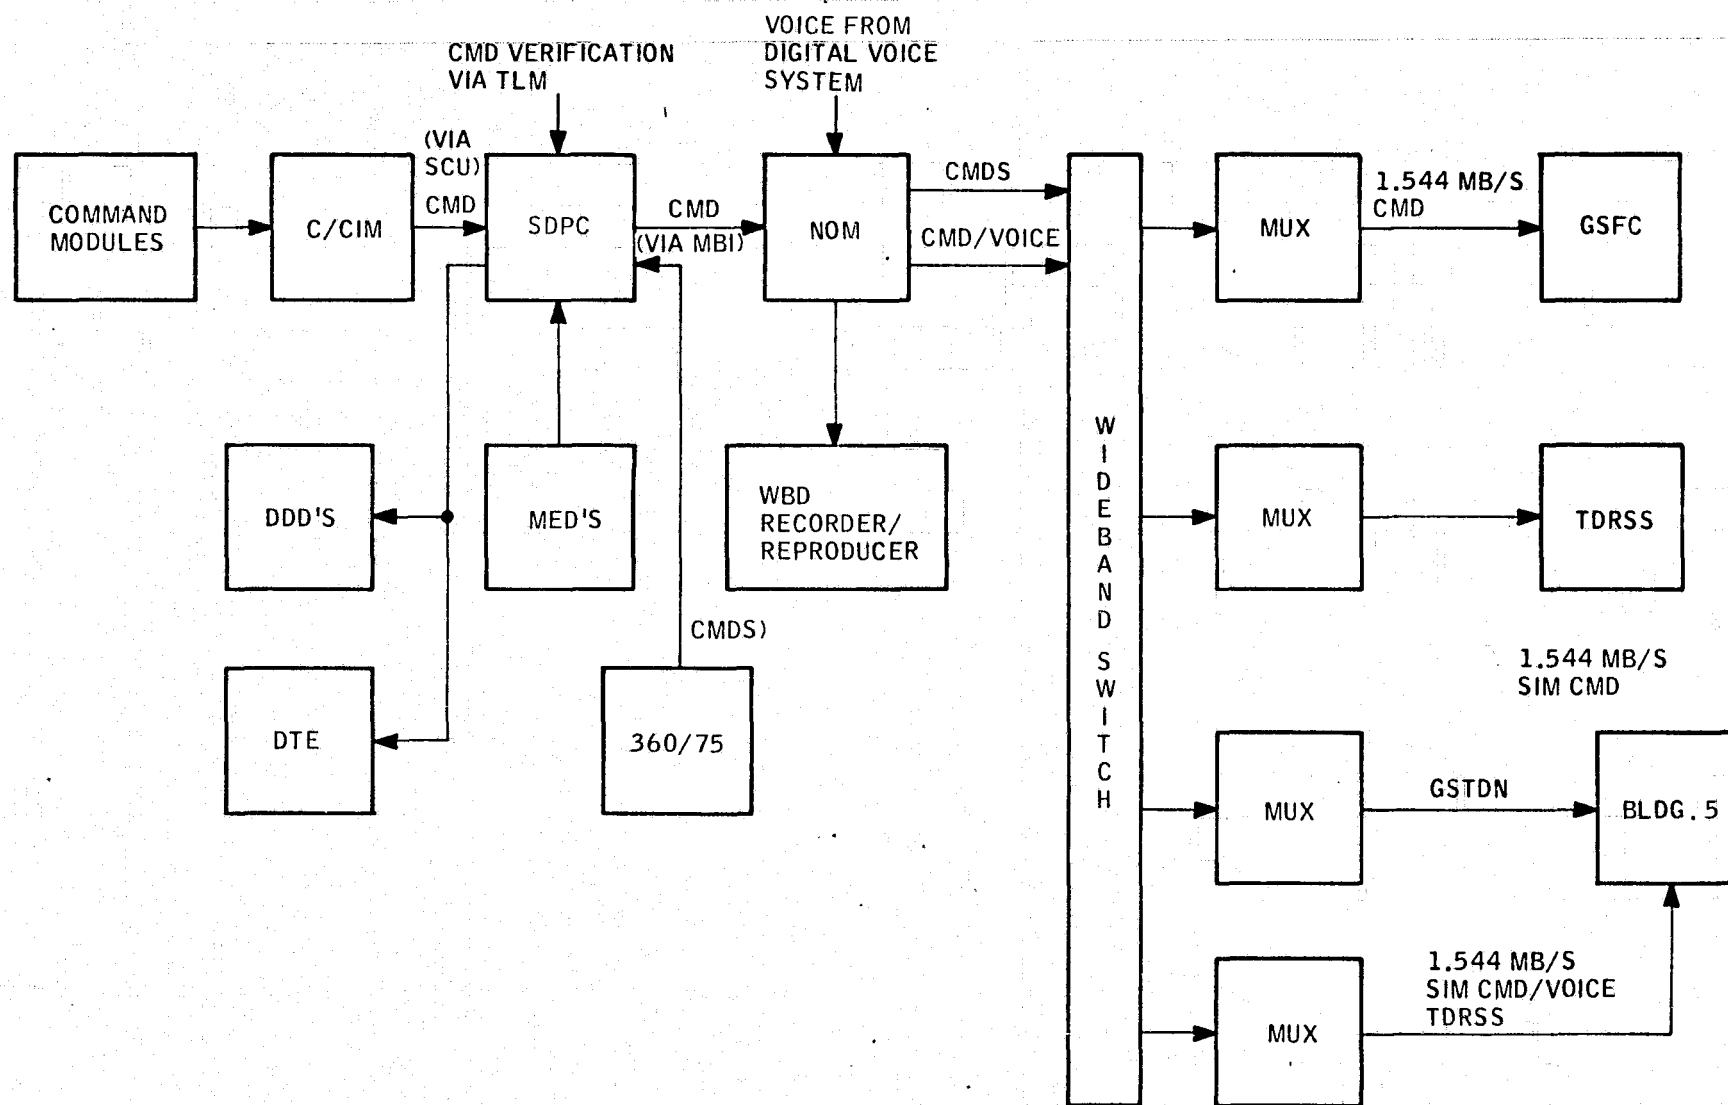 VOICE FROM
DIGITAL VOICE
SYSTEM
CMD VERIFICATION
VIA TLM
(VIA
SCU)
CMD
COMMAND
MODULES
C/CIM
SDPC
CMD
(VIA MBI)
NOM
CMDS
CMD/VOICE
MUX
1.544 MB/S
CMD
GSFC
DDD'S
MED'S
WBD
RECORDER/
REPRODUCER
WIDEBAND SWITCH
MUX
TDRSS
CMDS)
DTE
360/75
1.544 MB/S
SIM CMD
MUX
GSTDN
BLDG. 5
MUX
1.544 MB/S
SIM CMD/VOICE
TDRSS